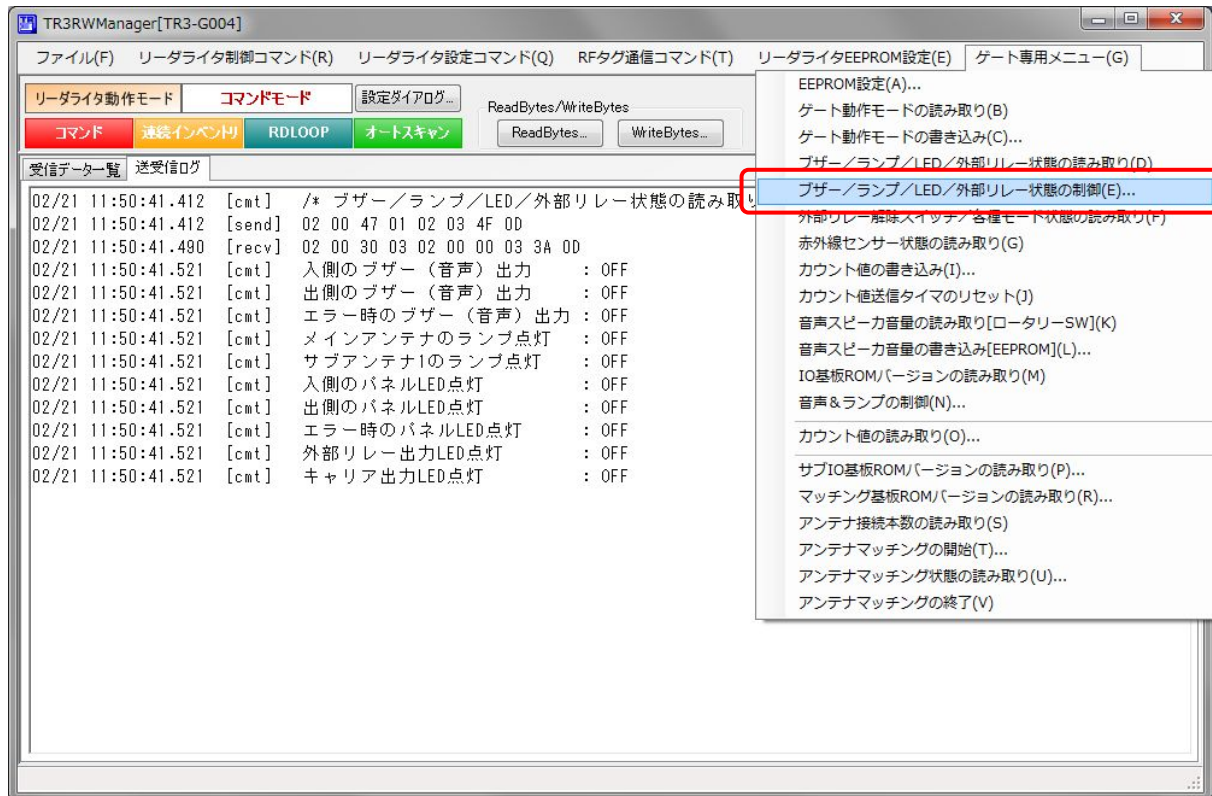 TR3RWManager[TR3-G004]
ファイル(F) リーダライタ制御コマンド(R) リーダライタ設定コマンド(Q) RFタグ通信コマンド(T) リーダライタEEPROM設定(E) ゲート専用メニュー(G)
リーダライタ動作モード コマンドモード 設定ダイアログ...
ReadBytes/WriteBytes
コマンド 連続インベントリ RDLOOP オートスキャン ReadBytes... WriteBytes...
受信データ一覧 送受信ログ
02/21 11:50:41.412 [cmt] /* ブザー/ランプ/LED/外部リレー状態の読み取り
02/21 11:50:41.412 [send] 02 00 47 01 02 03 4F 0D
02/21 11:50:41.490 [recv] 02 00 30 03 02 00 00 03 3A 0D
02/21 11:50:41.521 [cmt] 入側のブザー（音声）出力 : OFF
02/21 11:50:41.521 [cmt] 出側のブザー（音声）出力 : OFF
02/21 11:50:41.521 [cmt] エラー時のブザー（音声）出力 : OFF
02/21 11:50:41.521 [cmt] メインアンテナのランプ点灯 : OFF
02/21 11:50:41.521 [cmt] サブアンテナ1のランプ点灯 : OFF
02/21 11:50:41.521 [cmt] 入側のパネルLED点灯 : OFF
02/21 11:50:41.521 [cmt] 出側のパネルLED点灯 : OFF
02/21 11:50:41.521 [cmt] エラー時のパネルLED点灯 : OFF
02/21 11:50:41.521 [cmt] 外部リレー出力LED点灯 : OFF
02/21 11:50:41.521 [cmt] キャリア出力LED点灯 : OFF
EEPROM設定(A)...
ゲート動作モードの読み取り(B)
ゲート動作モードの書き込み(C)...
ブザー／ランプ／LED／外部リレー状態の読み取り(D)
ブザー／ランプ／LED／外部リレー状態の制御(E)...
外部リレー解除スイッチ／各種モード状態の読み取り(F)
赤外線センサー状態の読み取り(G)
カウント値の書き込み(I)...
カウント値送信タイマのリセット(J)
音声スピーカ音量の読み取り[ロータリーSW](K)
音声スピーカ音量の書き込み[EEPROM](L)...
IO基板ROMバージョンの読み取り(M)
音声＆ランプの制御(N)...
カウント値の読み取り(O)...
サブIO基板ROMバージョンの読み取り(P)...
マッチング基板ROMバージョンの読み取り(R)...
アンテナ接続本数の読み取り(S)
アンテナマッチングの開始(T)...
アンテナマッチング状態の読み取り(U)...
アンテナマッチングの終了(V)